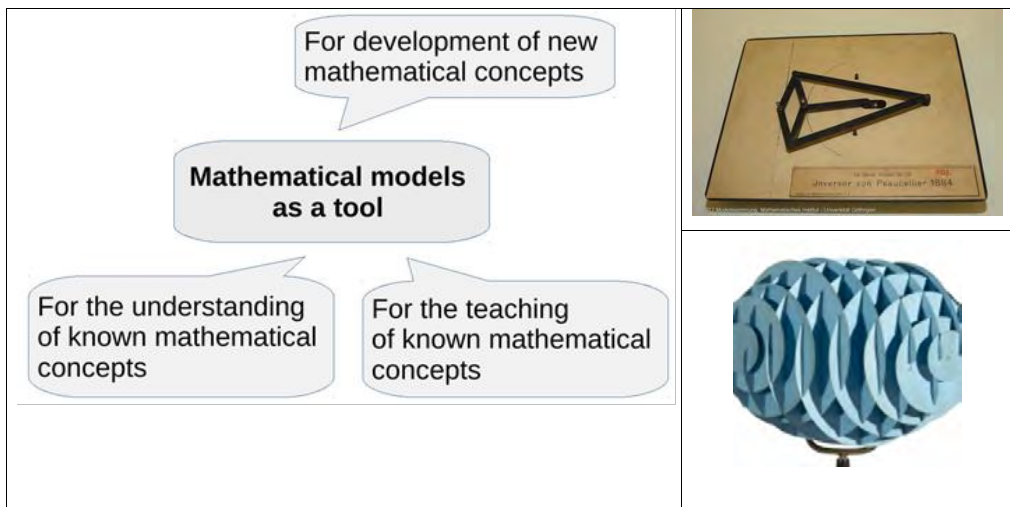 For development of new
mathematical concepts
Mathematical models
as a tool
For the understanding
of known mathematical
concepts
For the teaching
of known mathematical
concepts
Inversor von Peaucellier 1864.